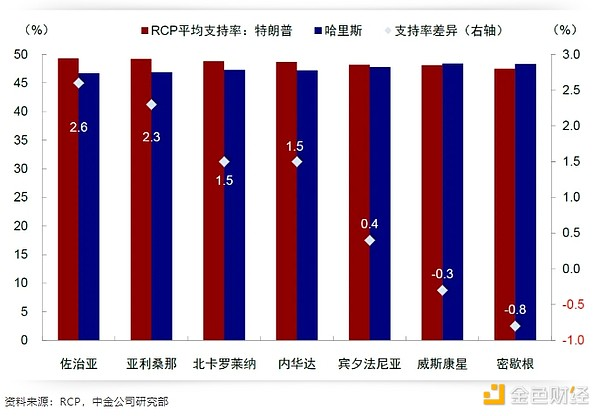 (%) RCP平均支持率：特朗普 哈里斯 支持率差异（右轴） (%)
50 3.0
45 2.5
40 2.0
35 1.5
30 1.0
25 0.5
20 0.0
15 -0.5
10 -1.0
5
0
2.6 2.3 1.5 1.5 0.4 -0.3 -0.8
佐治亚 亚利桑那 北卡罗莱纳 内华达 宾夕法尼亚 威斯康星 密歇根
资料来源：RCP，中金公司研究部
金色财经